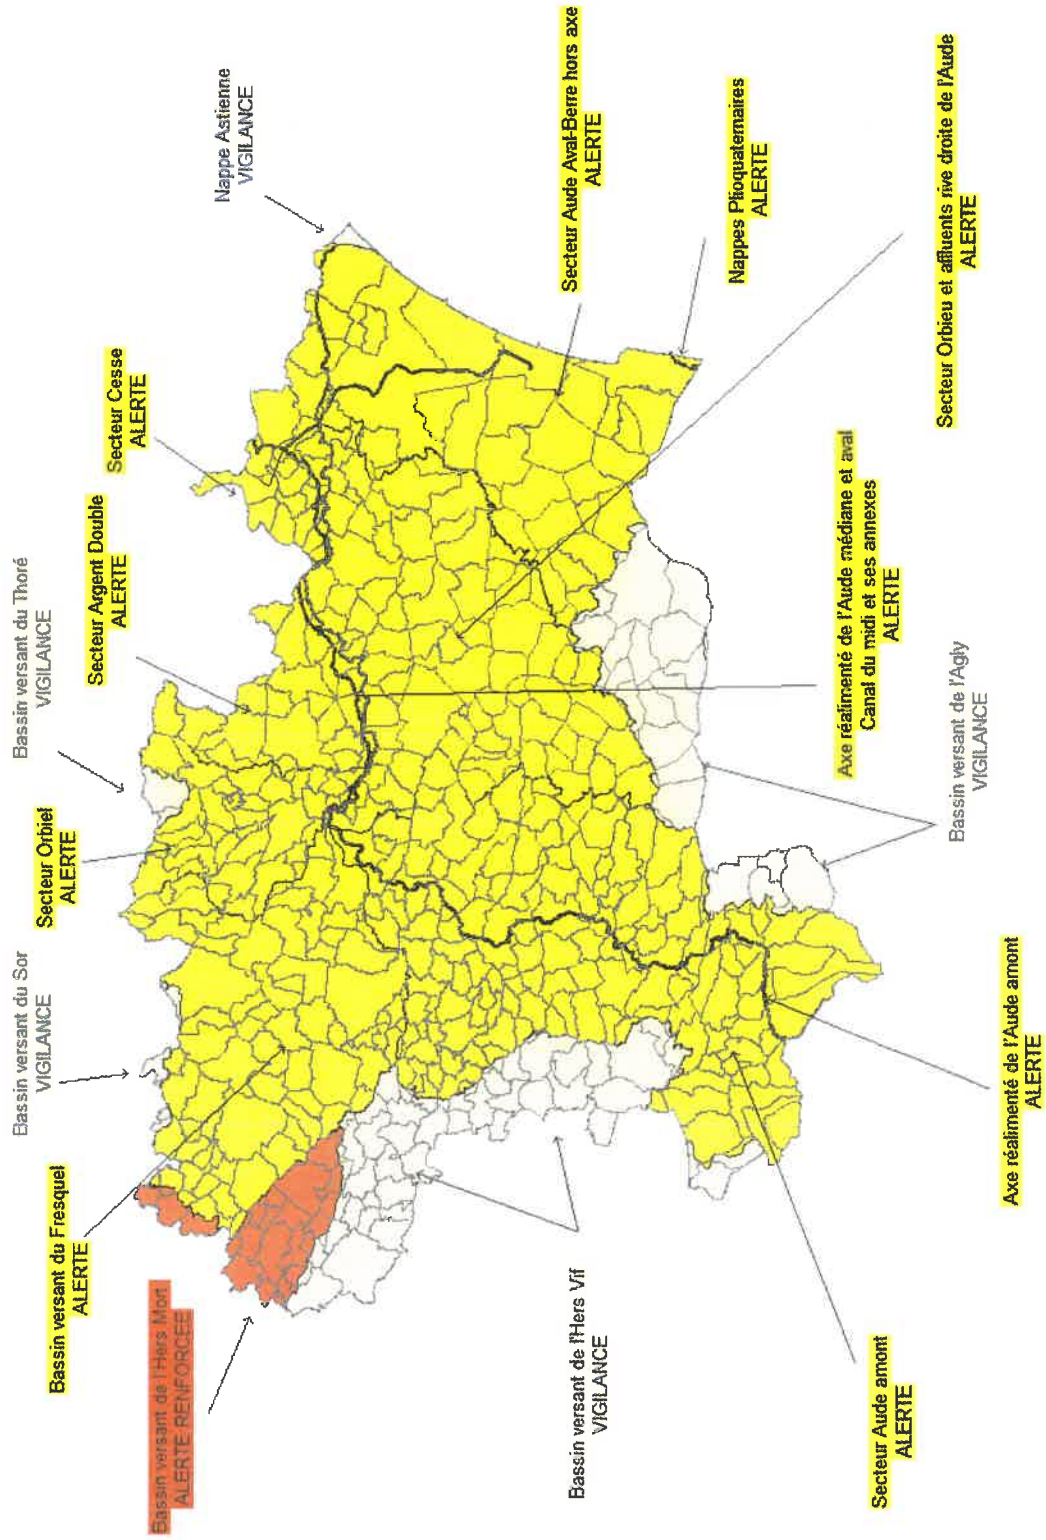 Bassin versant de l'Hers Mort
ALERTE RENFORCEE
Bassin versant du Fresquel
ALERTE
Bassin versant du Sor
VIGILANCE
Secteur Orbiel
ALERTE
Bassin versant du Thoré
VIGILANCE
Secteur Argent Double
ALERTE
Secteur Cesse
ALERTE
Nappe Astienne
VIGILANCE
Secteur Aude Aval-Berre hors axe
ALERTE
Nappes Plioquaternaires
ALERTE
Secteur Orbieu et affluents rive droite de l'Aude
ALERTE
Axe réalimenté de l'Aude médiane et aval
Canal du midi et ses annexes
ALERTE
Bassin versant de l'Agly
VIGILANCE
Axe réalimenté de l'Aude amont
ALERTE
Secteur Aude amont
ALERTE
Bassin versant de l'Hers Vif
VIGILANCE